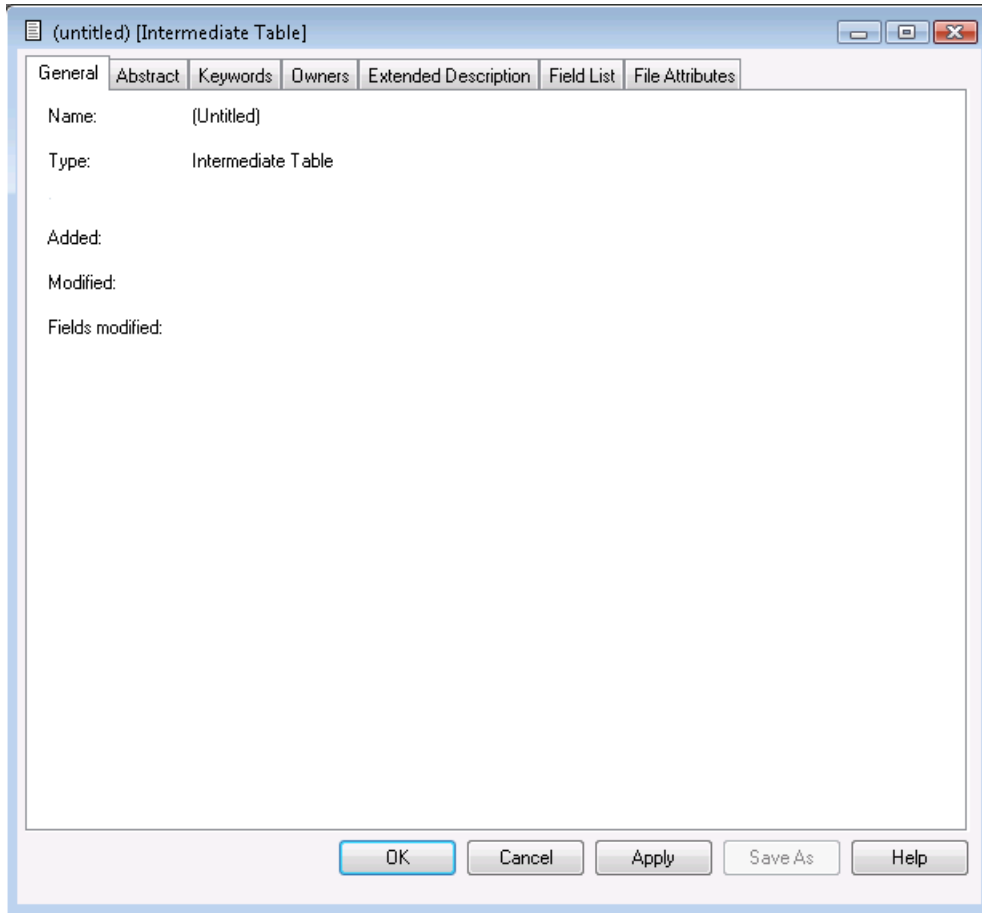 (untitled) [Intermediate Table]
General Abstract Keywords Owners Extended Description Field List File Attributes
Name: (Untitled)
Type: Intermediate Table
Added:
Modified:
Fields modified:
OK Cancel Apply Save As Help